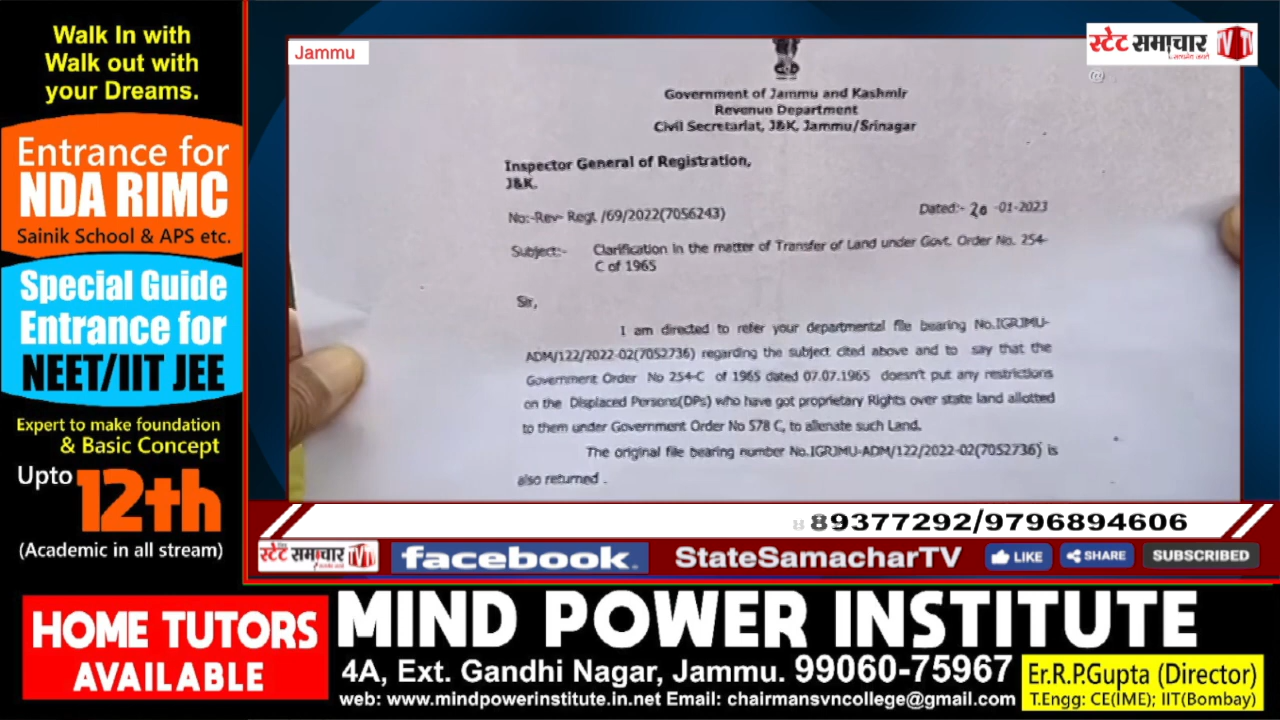 Walk In with
Walk out with
your Dreams.
Entrance for
NDA RIMC
Sainik School & APS etc.
Special Guide
Entrance for
NEET/IIT JEE
Expert to make foundation
& Basic Concept
Upto 12th
(Academic in all stream)
Jammu
स्टेट समाचार TV
@
Government of Jammu and Kashmir
Revenue Department
Civil Secretariat, J&K, Jammu/Srinagar
Inspector General of Registration,
J&K.
No:-Rev- Regt /69/2022(7056243)
Dated:- 20 -01-2023
Subject:- Clarification in the matter of Transfer of Land under Govt. Order No. 254-
C of 1965
Sir,
I am directed to refer your departmental file bearing No.IGRJMU-
ADM/122/2022-02(7052736) regarding the subject cited above and to say that the
Government Order No 254-C of 1965 dated 07.07.1965 doesn't put any restrictions
on the Displaced Persons(DPs) who have got proprietary Rights over state land allotted
to them under Government Order No 578 C, to alienate such Land.
The original file bearing number No.IGRJMU-ADM/122/2022-02(7052736) is
also returned .
89377292/9796894606
स्टेट समाचार TV
facebook.
StateSamacharTV
LIKE
SHARE
SUBSCRIBED
HOME TUTORS
AVAILABLE
MIND POWER INSTITUTE
4A, Ext. Gandhi Nagar, Jammu. 99060-75967
web: www.mindpowerinstitute.in.net Email: chairmansvncollege@gmail.com
Er.R.P.Gupta (Director)
T.Engg: CE(IME); IIT(Bombay)